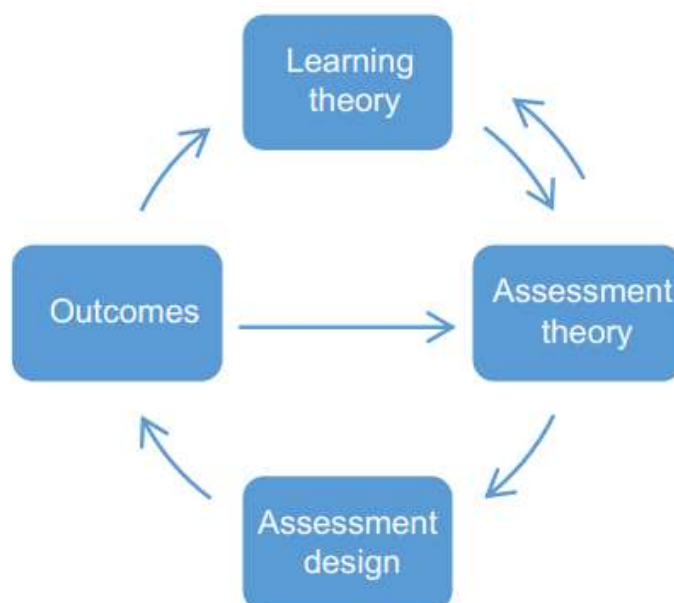 Learning
theory
Outcomes
Assessment
theory
Assessment
design